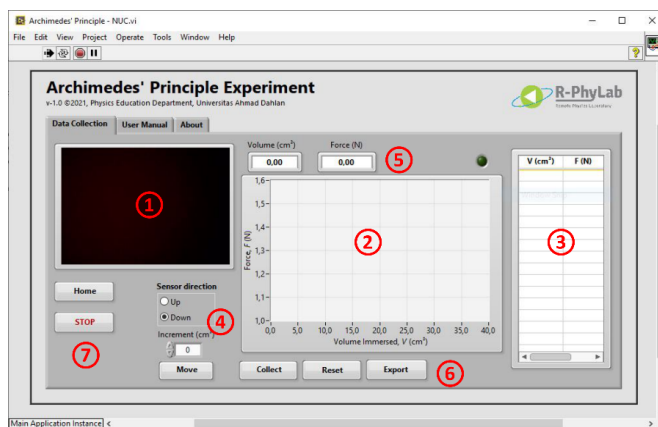 Archimedes' Principle - NUC.vi
File Edit View Project Operate Tools Window Help
Archimedes' Principle Experiment
v-1.0 ©2021, Physics Education Department, Universitas Ahmad Dahlan
R-PhyLab
Remote Physics Laboratory
Data Collection User Manual About
Volume (cm³) Force (N)
0,00 0,00
5
V (cm³) F (N)
1
1,6-
1,5-
1,4-
1,3-
1,2-
1,1-
1,0-
Force, F (N)
2
3
0,0 5,0 10,0 15,0 20,0 25,0 30,0 35,0 40,0
Volume Immersed, V (cm³)
Home
STOP
7
Sensor direction
Up
Down
4
Increment (cm³)
0
Move
Collect Reset Export
6
Main Application Instance